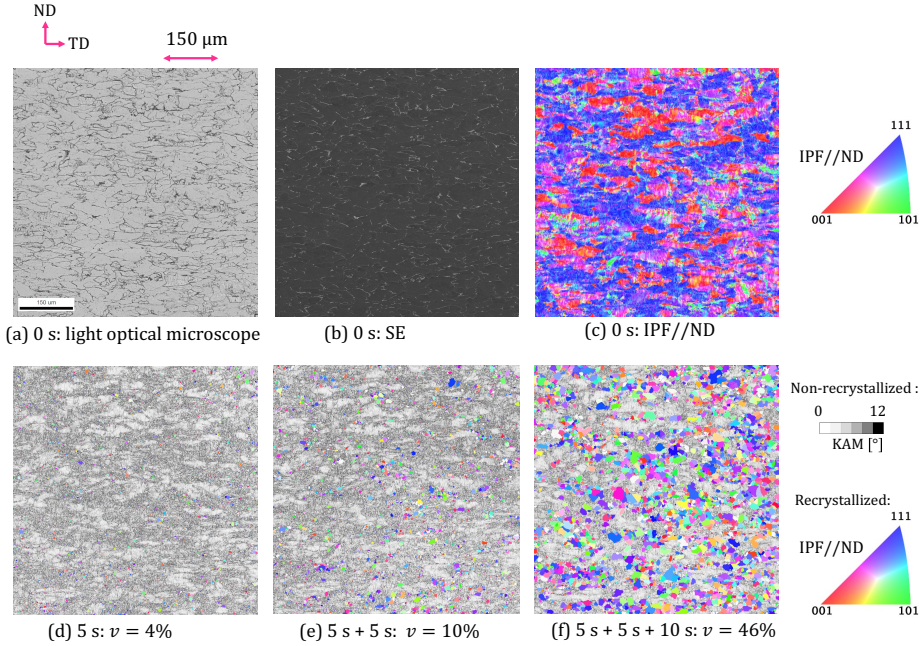 ND
TD
150 μm
150 um
(a) 0 s: light optical microscope
(b) 0 s: SE
(c) 0 s: IPF//ND
111
IPF//ND
001
101
Non-recrystallized :
0
12
KAM [°]
Recrystallized:
111
IPF//ND
001
101
(d) 5 s: v = 4%
(e) 5 s + 5 s: v = 10%
(f) 5 s + 5 s + 10 s: v = 46%